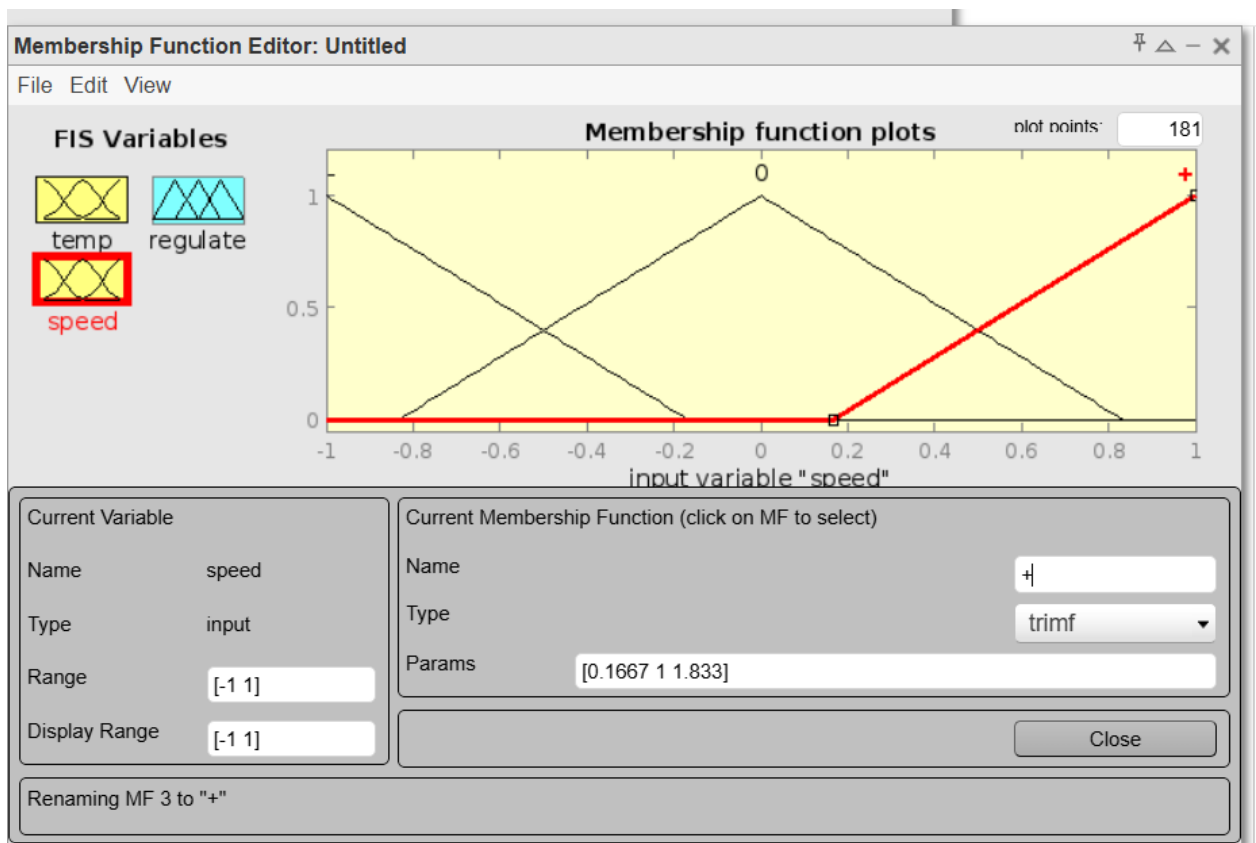 Membership Function Editor: Untitled
File Edit View
FIS Variables
temp
regulate
speed
Membership function plots
plot points:
181
-
0
+
1
0.5
0
-1 -0.8 -0.6 -0.4 -0.2 0 0.2 0.4 0.6 0.8 1
input variable "speed"
Current Variable
Name speed
Type input
Range [-1 1]
Display Range [-1 1]
Current Membership Function (click on MF to select)
Name +
Type trimf
Params [0.1667 1 1.833]
Close
Renaming MF 3 to "+"